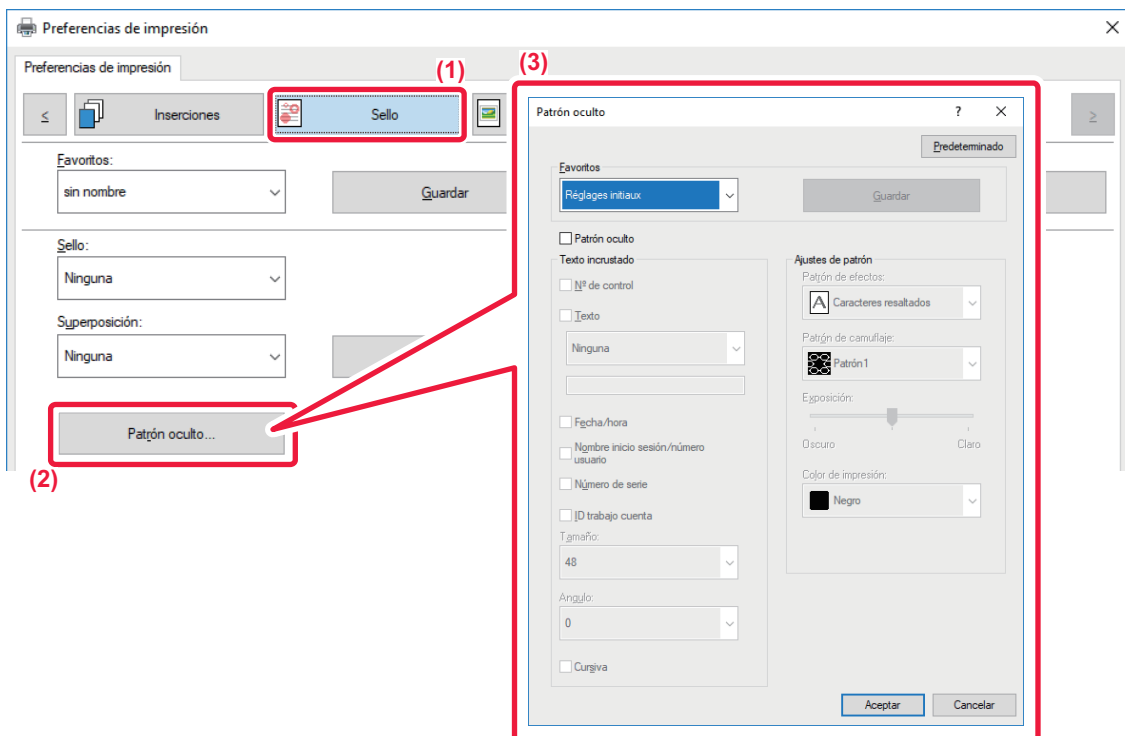 Preferencias de impresión
Preferencias de impresión
(1)
(3)
<
Inserciones
Sello
>
Favoritos:
sin nombre
Guardar
Sello:
Ninguna
Superposición:
Ninguna
Patrón oculto...
(2)
Patrón oculto
?
Predeterminado
Favoritos
Réglages initiaux
Guardar
Patrón oculto
Texto incrustado
Nº de control
Texto
Ninguna
Fecha/hora
Nombre inicio sesión/número
usuario
Número de serie
ID trabajo cuenta
Tamaño:
48
Angulo:
0
Cursiva
Ajustes de patrón
Patrón de efectos:
A
Caracteres resaltados
Patrón de camuflaje:
Patrón1
Exposición:
Oscuro
Claro
Color de impresión:
Negro
Aceptar
Cancelar